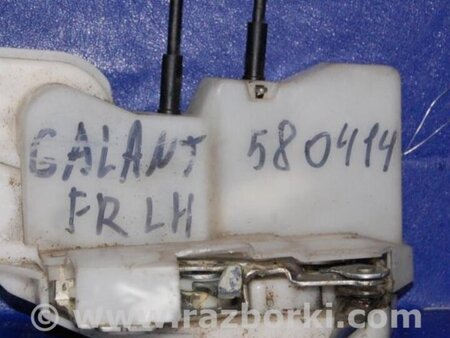 GALANT 580414
FR LH
© www.razborki.com